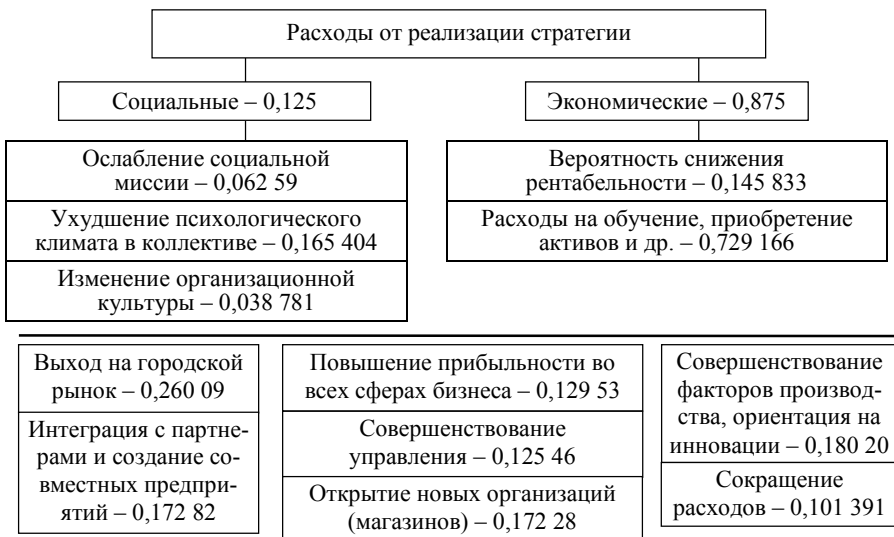 Расходы от реализации стратегии
Социальные – 0,125
Экономические – 0,875
Ослабление социальной
миссии – 0,062 59
Ухудшение психологического
климата в коллективе – 0,165 404
Изменение организационной
культуры – 0,038 781
Вероятность снижения
рентабельности – 0,145 833
Расходы на обучение, приобретение
активов и др. – 0,729 166
Выход на городской
рынок – 0,260 09
Интеграция с партне-
рами и создание со-
вместных предпри-
ятий – 0,172 82
Повышение прибыльности во
всех сферах бизнеса – 0,129 53
Совершенствование
управления – 0,125 46
Открытие новых организаций
(магазинов) – 0,172 28
Совершенствование
факторов производ-
ства, ориентация на
инновации – 0,180 20
Сокращение
расходов – 0,101 391